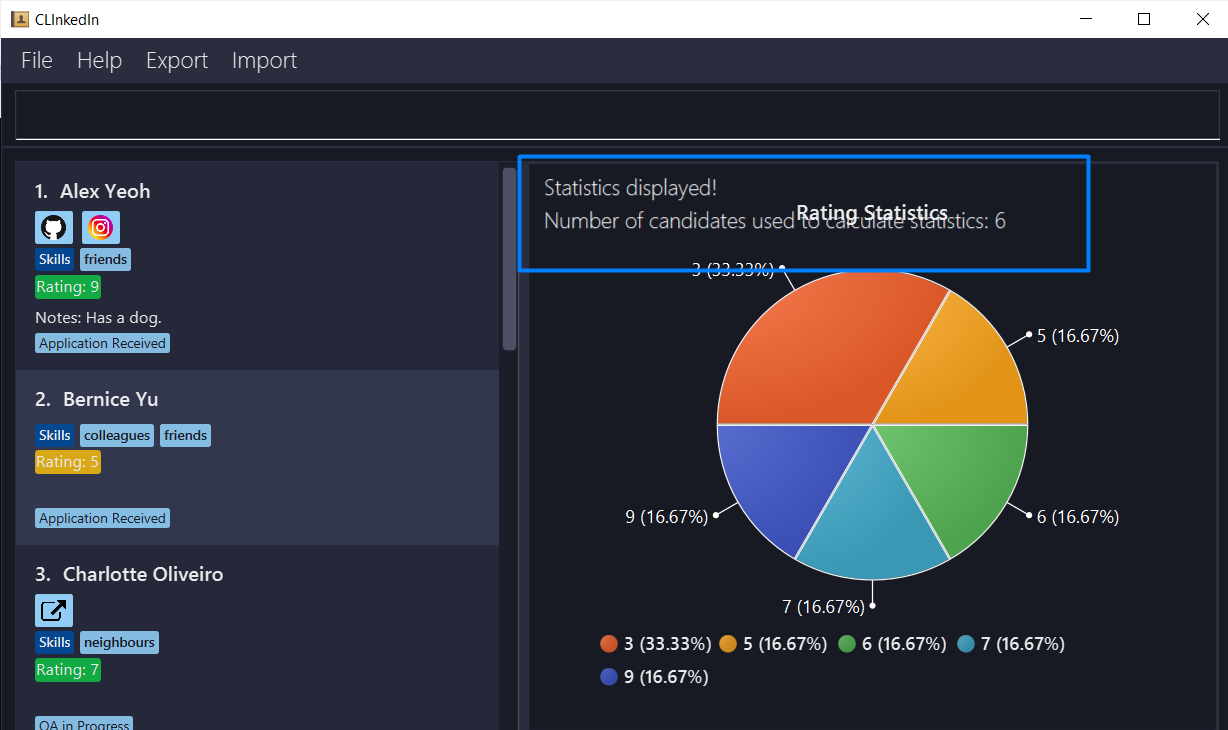 CLInkedIn
File Help Export Import
1. Alex Yeoh
Skills friends
Rating: 9
Notes: Has a dog.
Application Received
2. Bernice Yu
Skills colleagues friends
Rating: 5
Application Received
3. Charlotte Oliveiro
Skills neighbours
Rating: 7
QA in Progress
Statistics displayed!
Rating Statistics
Number of candidates used to calculate statistics: 6
3 (33.33%)
5 (16.67%)
9 (16.67%)
6 (16.67%)
7 (16.67%)
3 (33.33%) 5 (16.67%) 6 (16.67%) 7 (16.67%)
9 (16.67%)